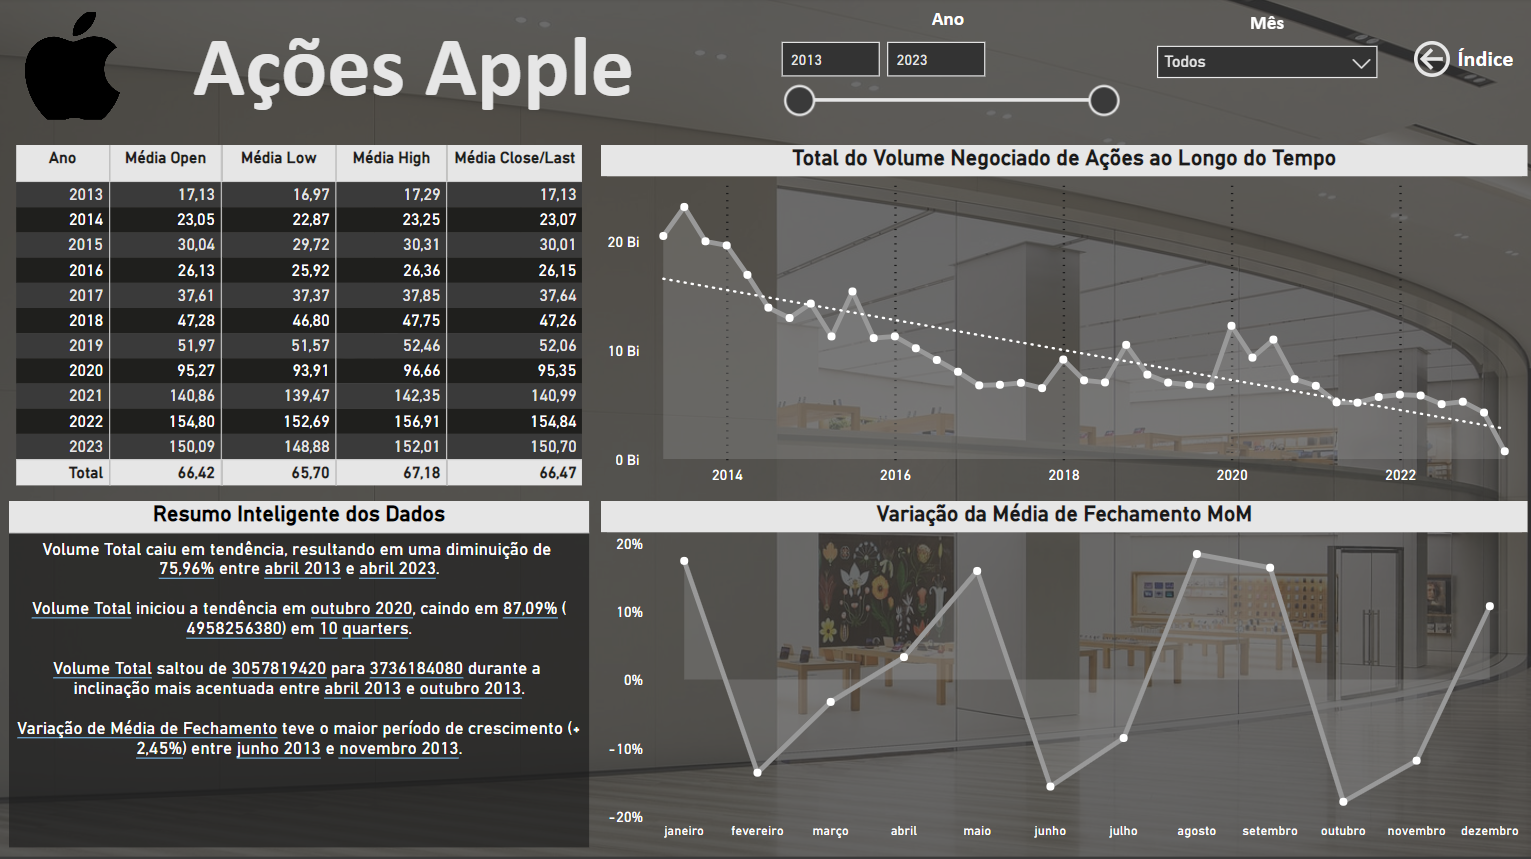 Ações Apple
Ano
2013 2023
Mês
Todos
Índice
Ano Média Open Média Low Média High Média Close/Last
2013 17,13 16,97 17,29 17,13
2014 23,05 22,87 23,25 23,07
2015 30,04 29,72 30,31 30,01
2016 26,13 25,92 26,36 26,15
2017 37,61 37,37 37,85 37,64
2018 47,28 46,80 47,75 47,26
2019 51,97 51,57 52,46 52,06
2020 95,27 93,91 96,66 95,35
2021 140,86 139,47 142,35 140,99
2022 154,80 152,69 156,91 154,84
2023 150,09 148,88 152,01 150,70
Total 66,42 65,70 67,18 66,47
Total do Volume Negociado de Ações ao Longo do Tempo
20 Bi
10 Bi
0 Bi
2014 2016 2018 2020 2022
Resumo Inteligente dos Dados
Volume Total caiu em tendência, resultando em uma diminuição de
75,96% entre abril 2013 e abril 2023.
Volume Total iniciou a tendência em outubro 2020, caindo em 87,09% (
4958256380) em 10 quarters.
Volume Total saltou de 3057819420 para 3736184080 durante a
inclinação mais acentuada entre abril 2013 e outubro 2013.
Variação de Média de Fechamento teve o maior período de crescimento (+
2,45%) entre junho 2013 e novembro 2013.
Variação da Média de Fechamento MoM
20%
10%
0%
-10%
-20%
janeiro fevereiro março abril maio junho julho agosto setembro outubro novembro dezembro